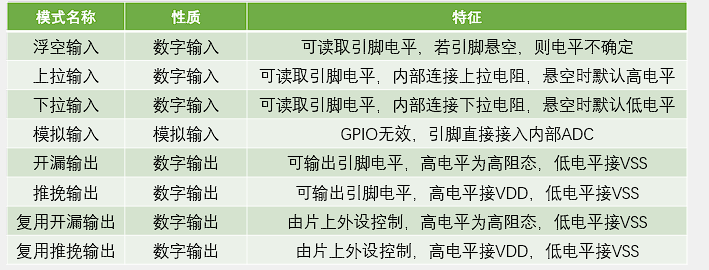 模式名称 性质 特征
浮空输入 数字输入 可读取引脚电平，若引脚悬空，则电平不确定
上拉输入 数字输入 可读取引脚电平，内部连接上拉电阻，悬空时默认高电平
下拉输入 数字输入 可读取引脚电平，内部连接下拉电阻，悬空时默认低电平
模拟输入 模拟输入 GPIO无效，引脚直接接入内部ADC
开漏输出 数字输出 可输出引脚电平，高电平为高阻态，低电平接VSS
推挽输出 数字输出 可输出引脚电平，高电平接VDD，低电平接VSS
复用开漏输出 数字输出 由片上外设控制，高电平为高阻态，低电平接VSS
复用推挽输出 数字输出 由片上外设控制，高电平接VDD，低电平接VSS